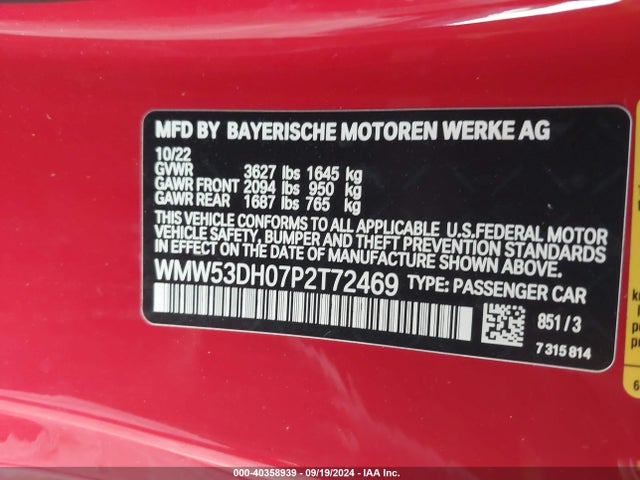 MFD BY BAYERISCHE MOTOREN WERKE AG
10/22
GVWR 3627 lbs 1645 kg
GAWR FRONT 2094 lbs 950 kg
GAWR REAR 1687 lbs 765 kg
THIS VEHICLE CONFORMS TO ALL APPLICABLE U.S.FEDERAL MOTOR
VEHICLE SAFETY, BUMPER AND THEFT PREVENTION STANDARDS
IN EFFECT ON THE DATE OF MANUFACTURE SHOWN ABOVE.
WMW53DH07P2T72469 TYPE: PASSENGER CAR
851/3
7 315 814
000-40358939 - 09/19/2024 - IAA Inc.